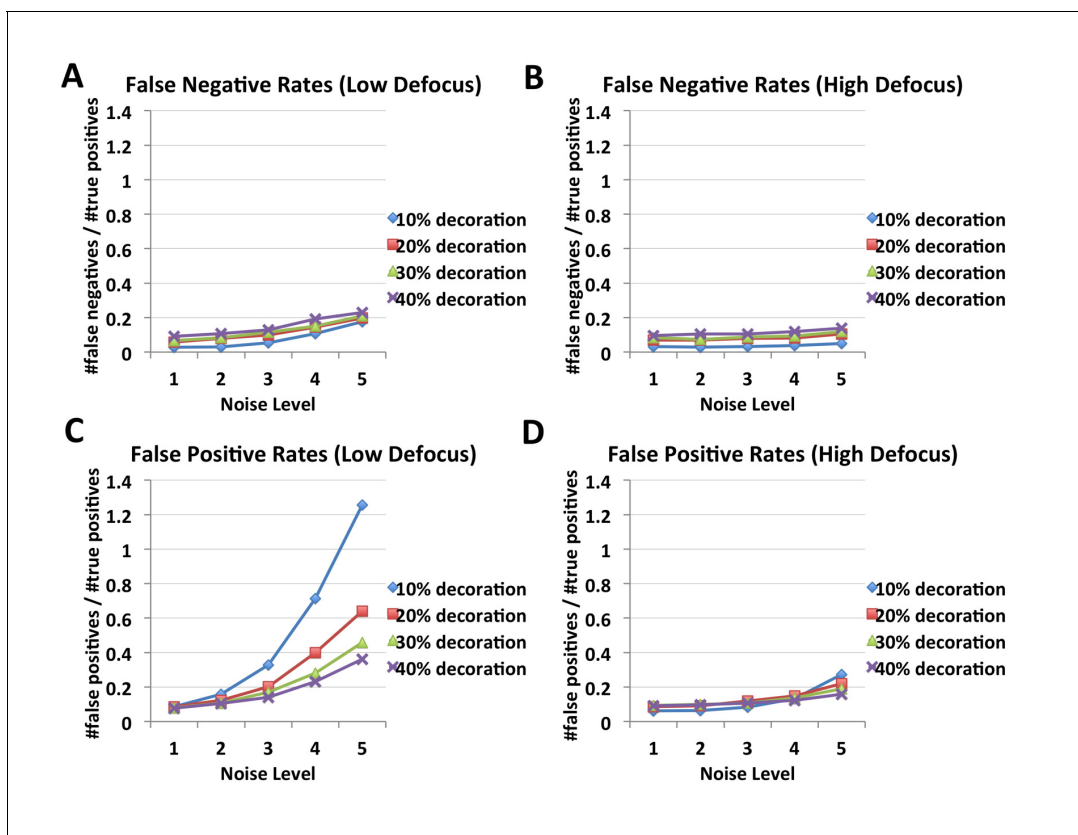 A
False Negative Rates (Low Defocus)
#false negatives / #true positives
1.4
1.2
1
0.8
0.6
0.4
0.2
0
1 2 3 4 5
Noise Level
10% decoration
20% decoration
30% decoration
40% decoration
B
False Negative Rates (High Defocus)
#false negatives / #true positives
1.4
1.2
1
0.8
0.6
0.4
0.2
0
1 2 3 4 5
Noise Level
10% decoration
20% decoration
30% decoration
40% decoration
C
False Positive Rates (Low Defocus)
#false positives / #true positives
1.4
1.2
1
0.8
0.6
0.4
0.2
0
1 2 3 4 5
Noise Level
10% decoration
20% decoration
30% decoration
40% decoration
D
False Positive Rates (High Defocus)
#false positives / #true positives
1.4
1.2
1
0.8
0.6
0.4
0.2
0
1 2 3 4 5
Noise Level
10% decoration
20% decoration
30% decoration
40% decoration